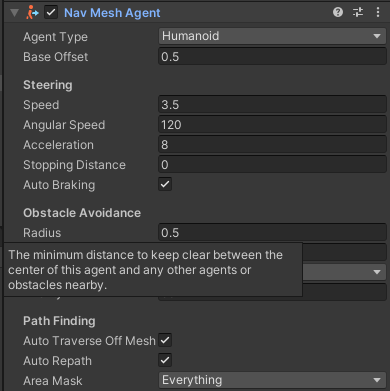 Nav Mesh Agent
Agent Type Humanoid
Base Offset 0.5
Steering
Speed 3.5
Angular Speed 120
Acceleration 8
Stopping Distance 0
Auto Braking
Obstacle Avoidance
Radius 0.5
The minimum distance to keep clear between the
center of this agent and any other agents or
obstacles nearby.
Path Finding
Auto Traverse Off Mesh
Auto Repath
Area Mask Everything